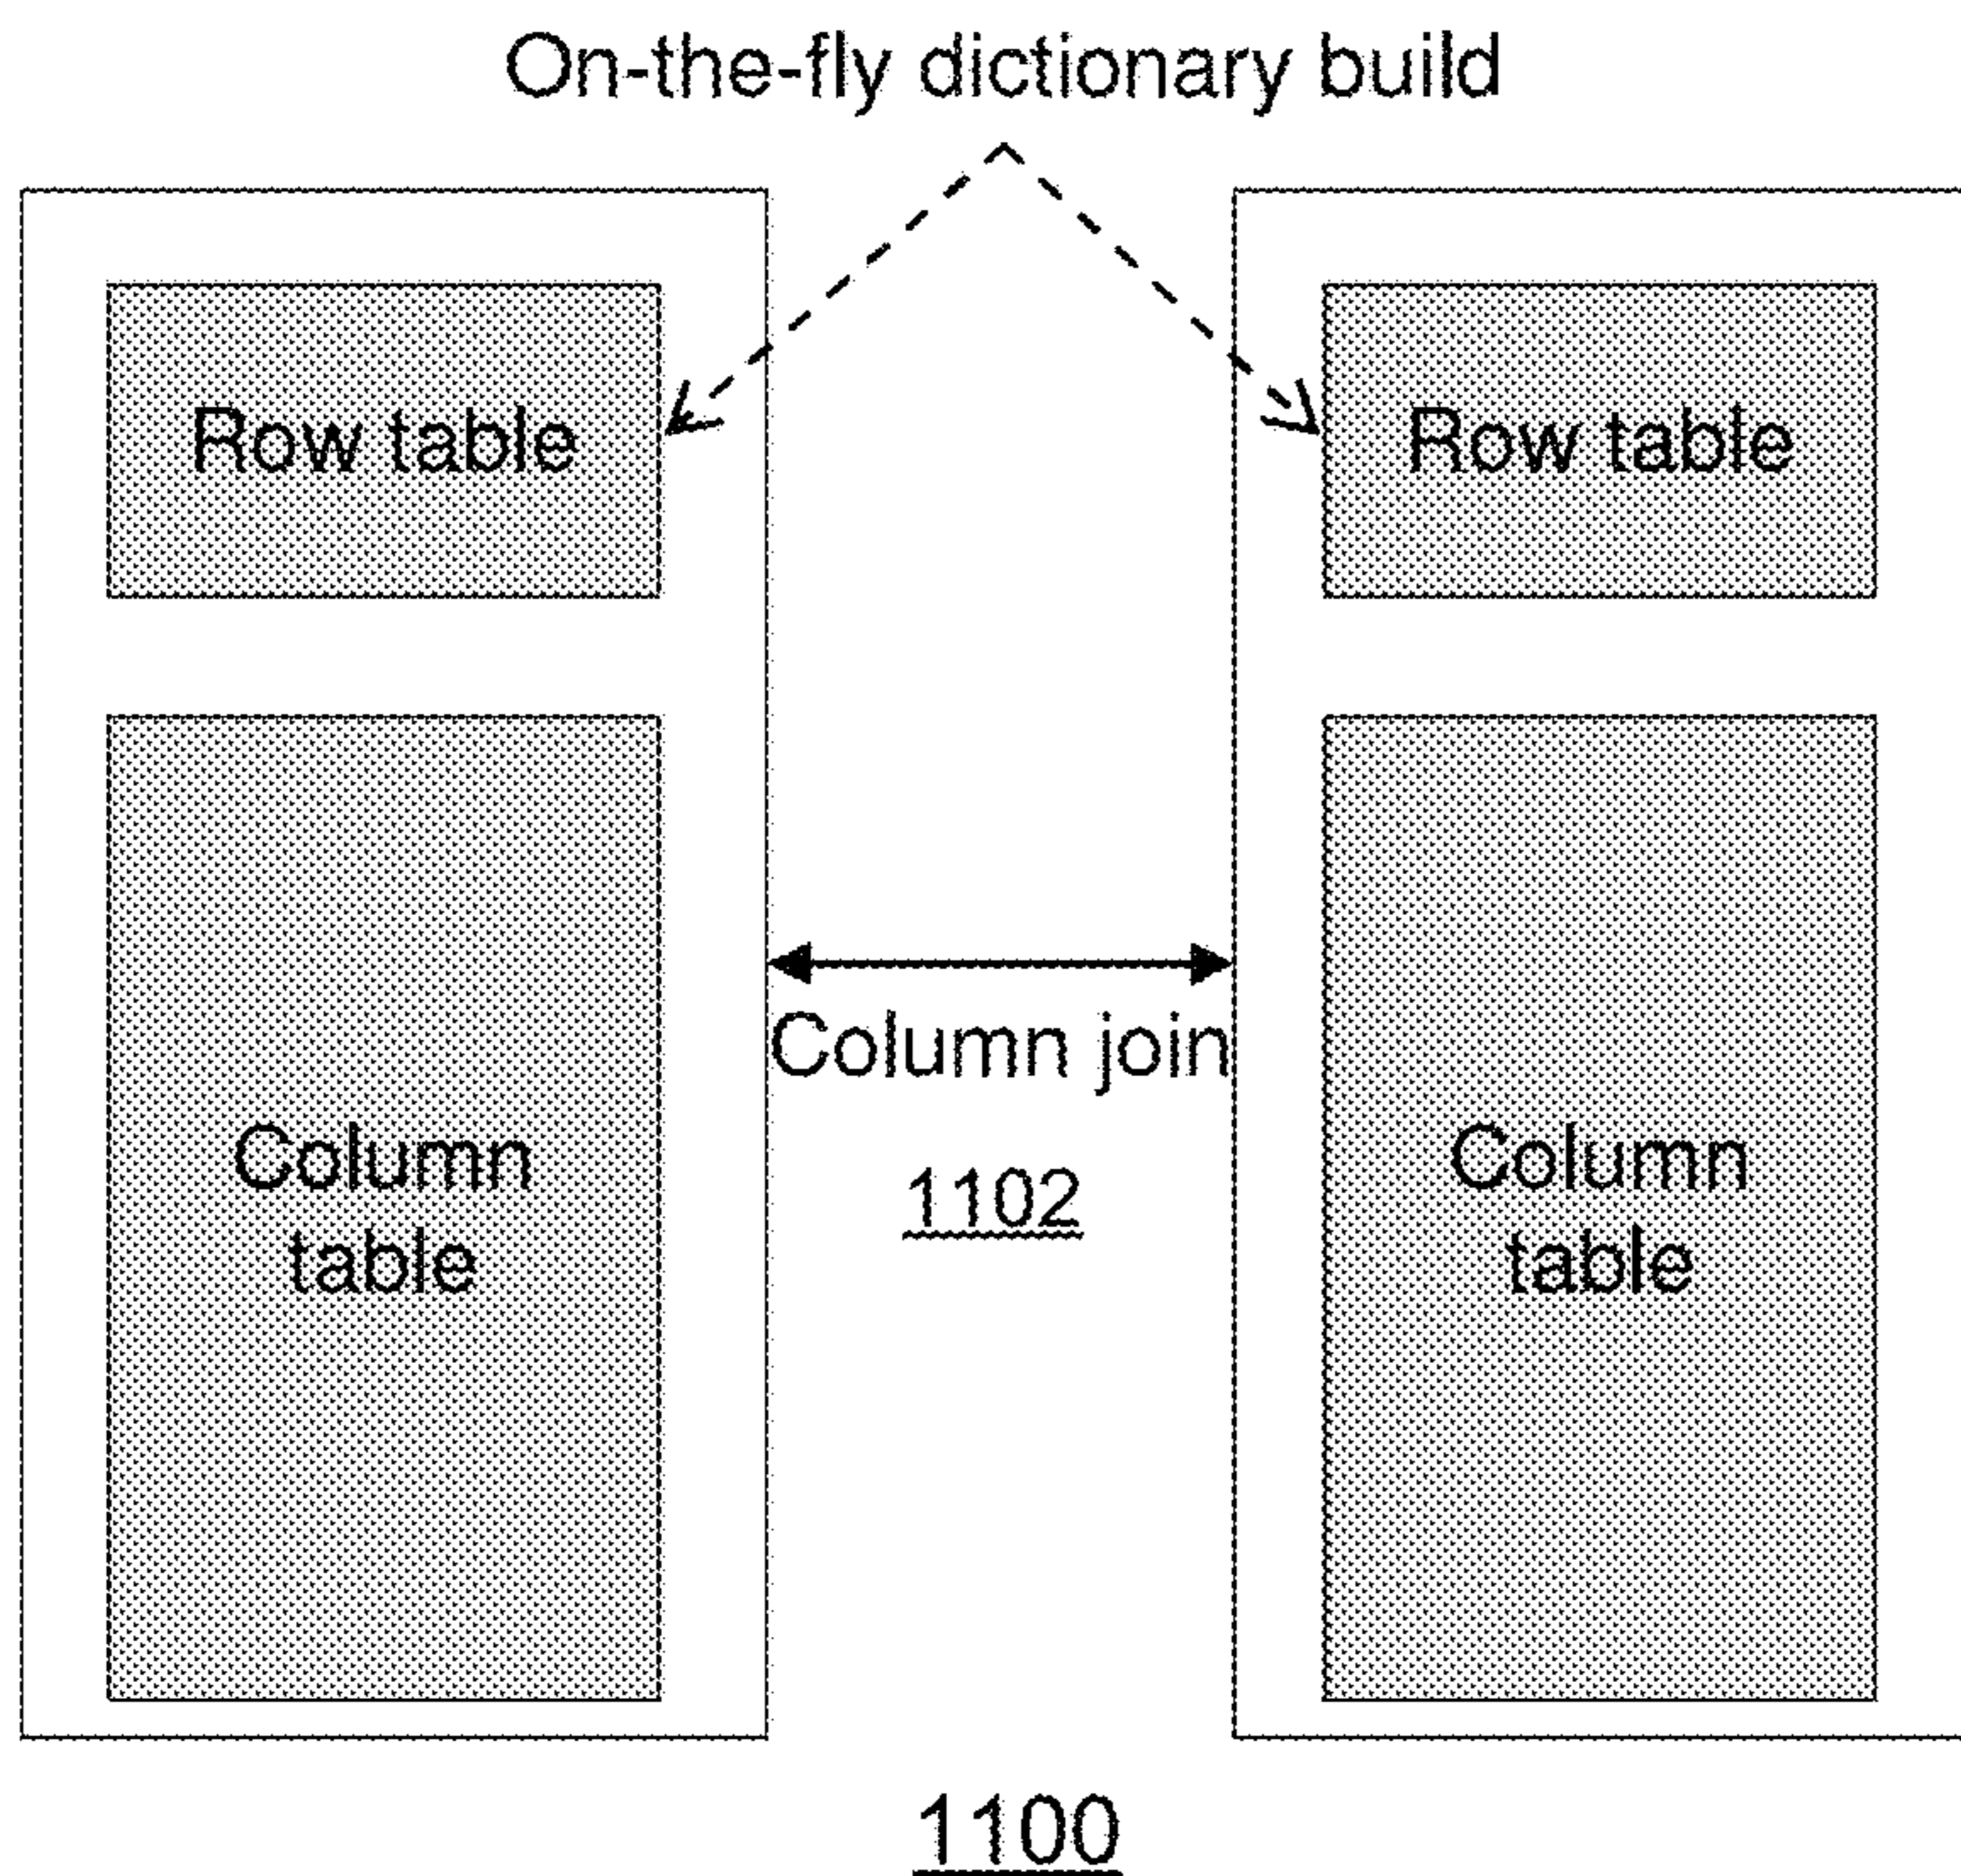 On-the-fly dictionary build
Row table
Row table
Column join
1102
Column
table
Column
table
1100